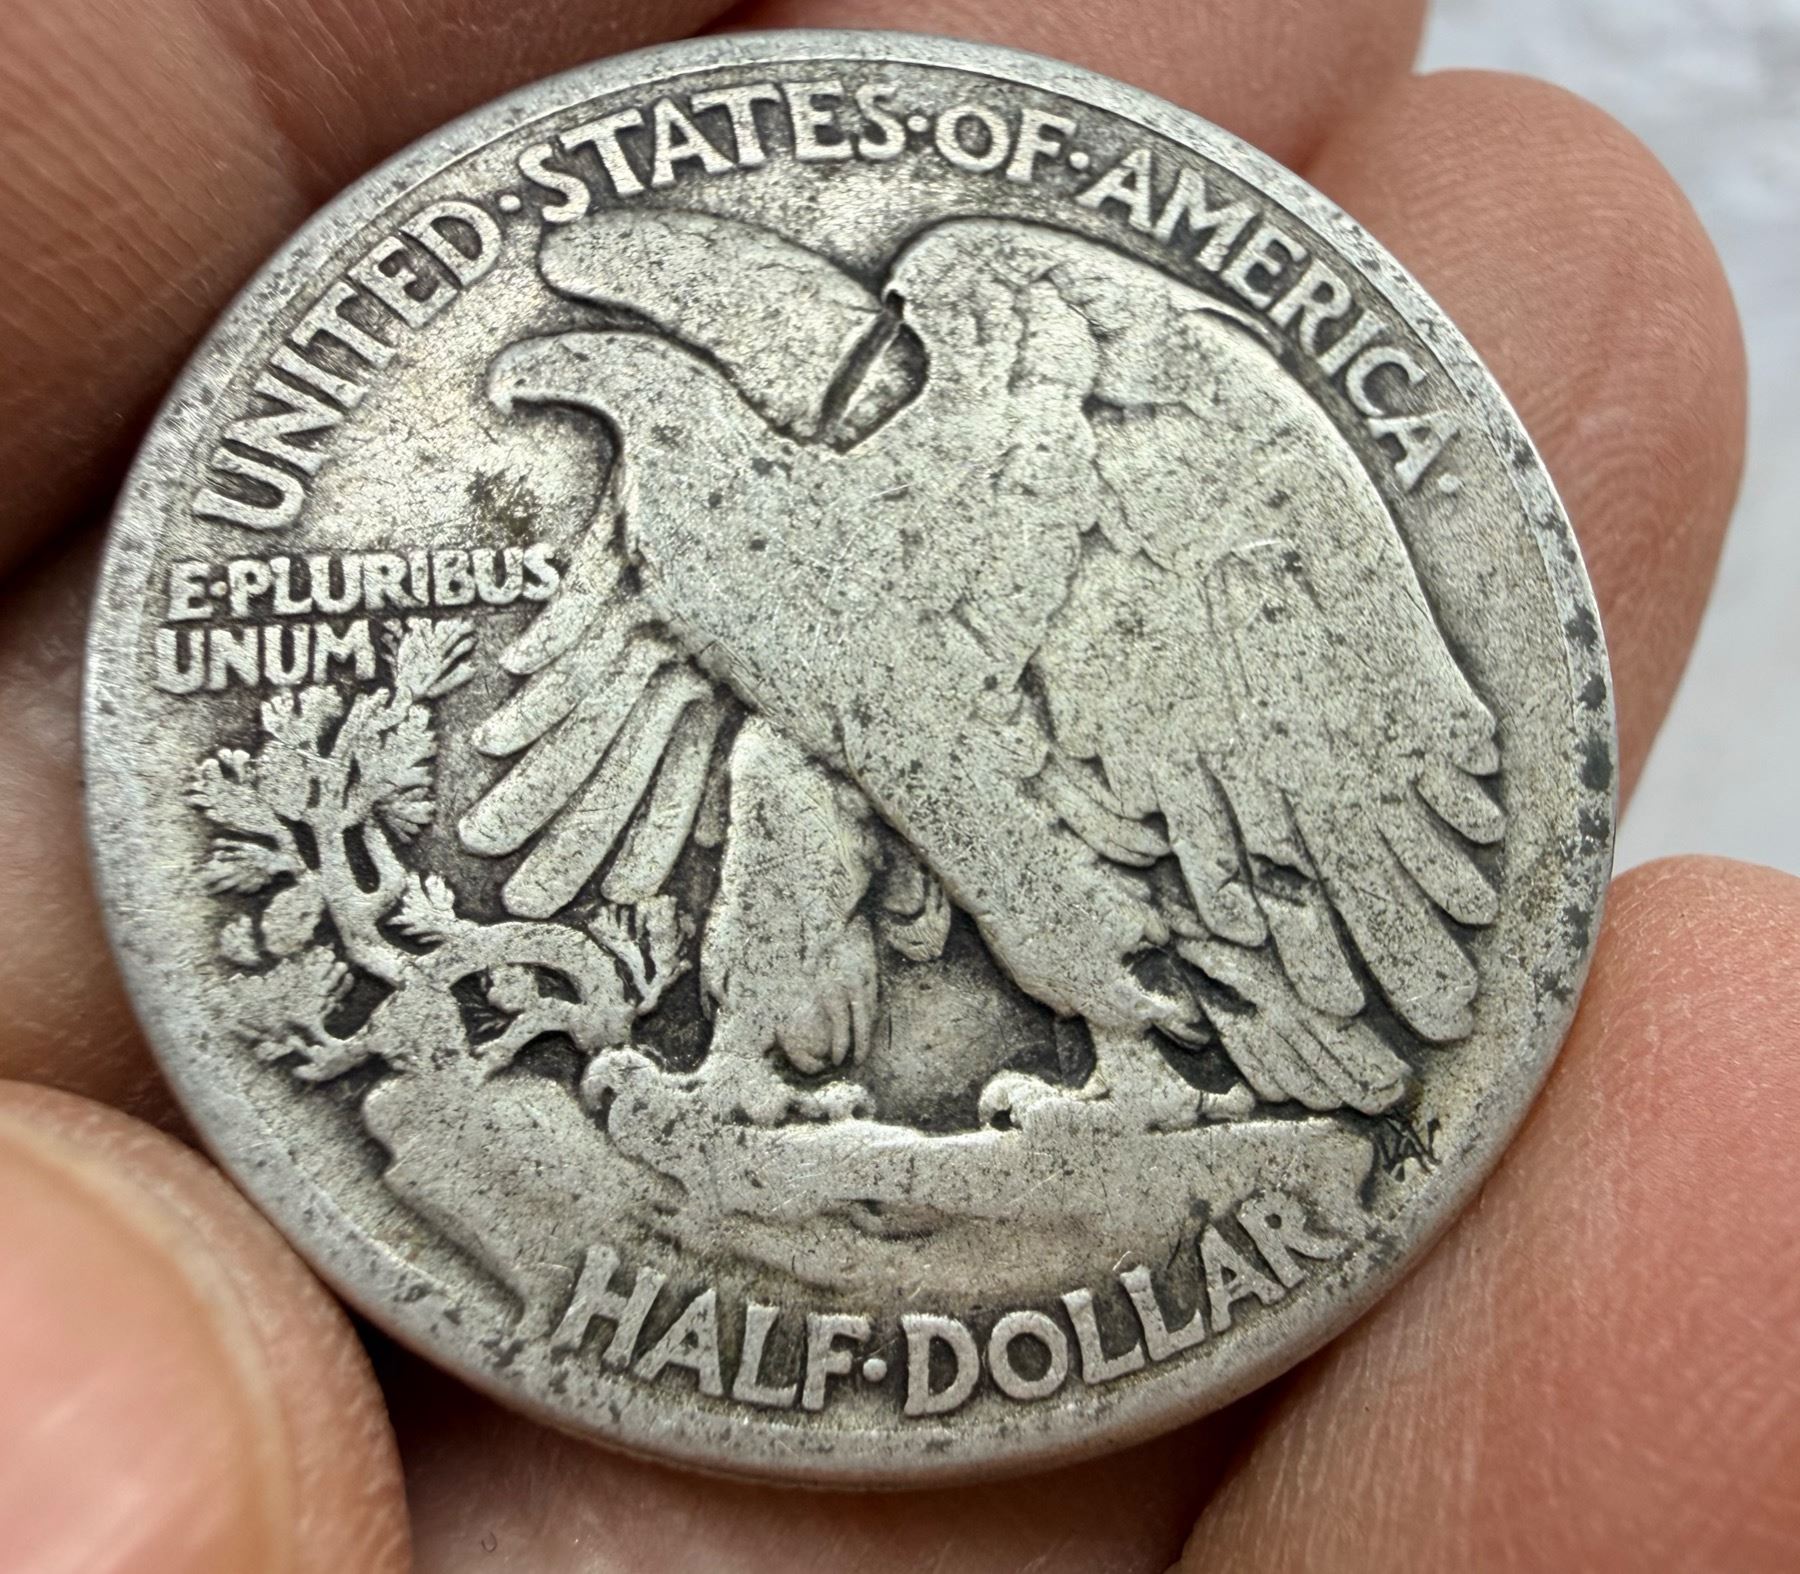 UNITED·STATES·OF·AMERICA·
E·PLURIBUS
UNUM
HALF·DOLLAR